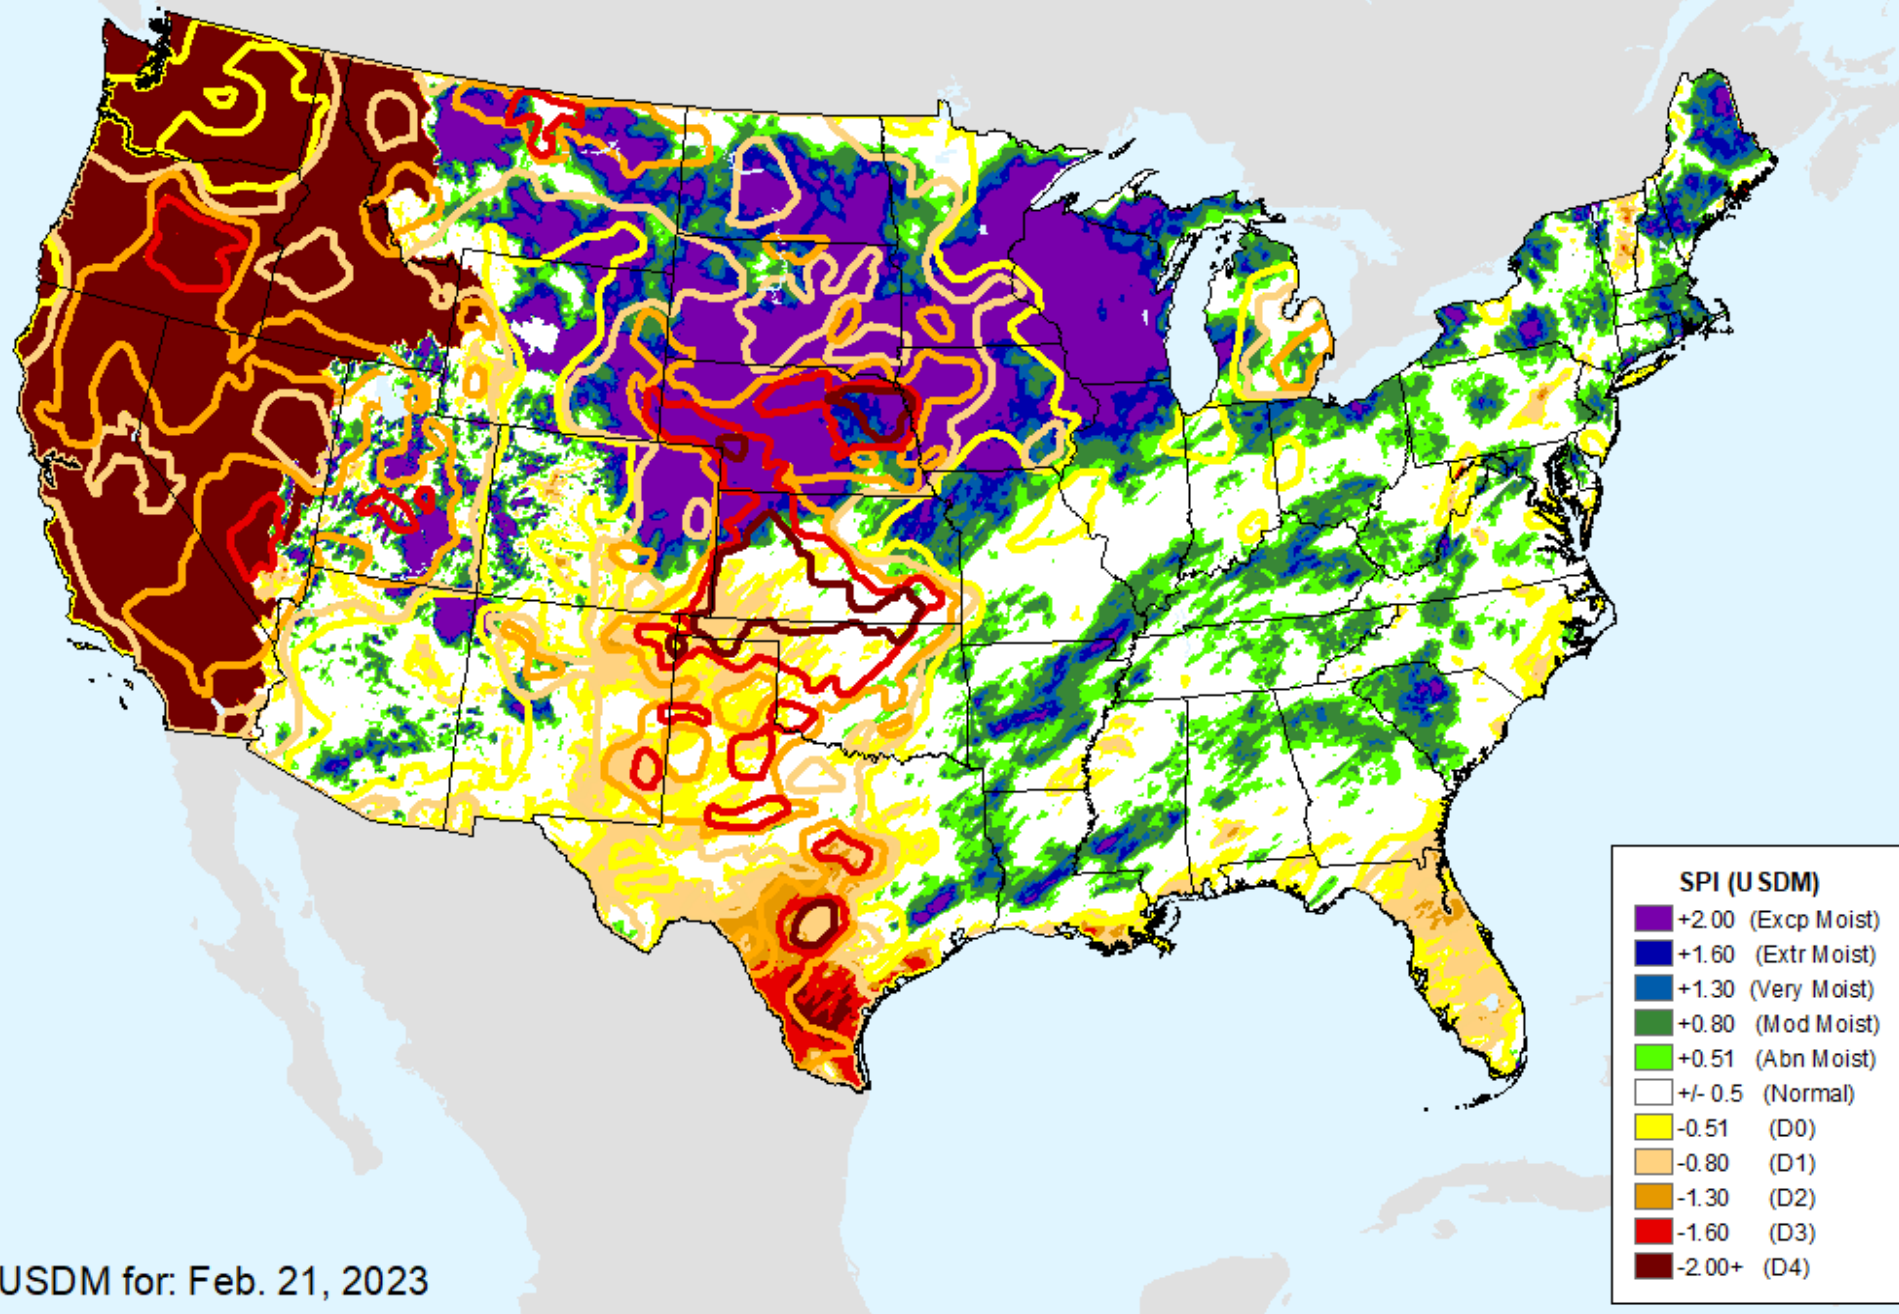 SPI (USDM)
+2.00 (Excp Moist)
+1.60 (Extr Moist)
+1.30 (Very Moist)
+0.80 (Mod Moist)
+0.51 (Abn Moist)
+/- 0.5 (Normal)
-0.51 (D0)
-0.80 (D1)
-1.30 (D2)
-1.60 (D3)
-2.00+ (D4)
USDM for: Feb. 21, 2023